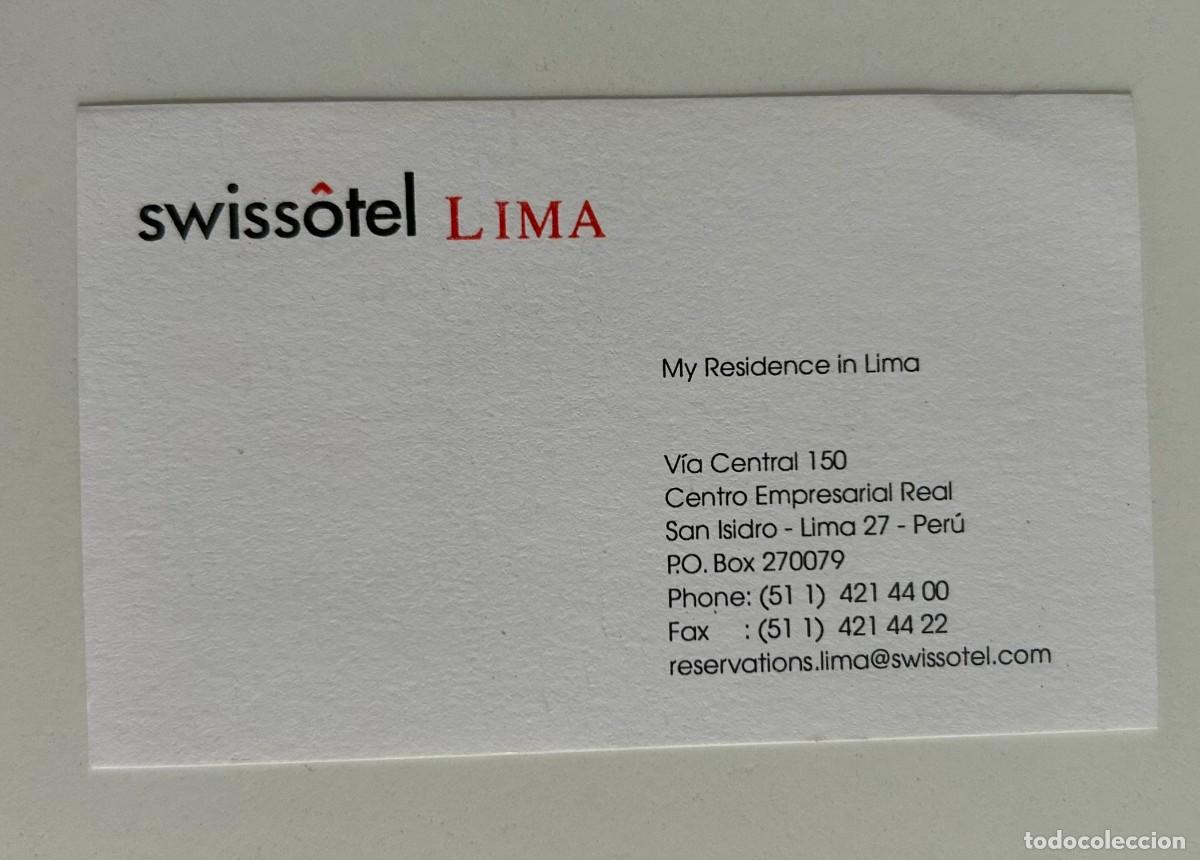 swissôtel LIMA
My Residence in Lima
Vía Central 150
Centro Empresarial Real
San Isidro - Lima 27 - Perú
P.O. Box 270079
Phone: (51 1) 421 44 00
Fax : (51 1) 421 44 22
reservations.lima@swissotel.com
todocoleccion